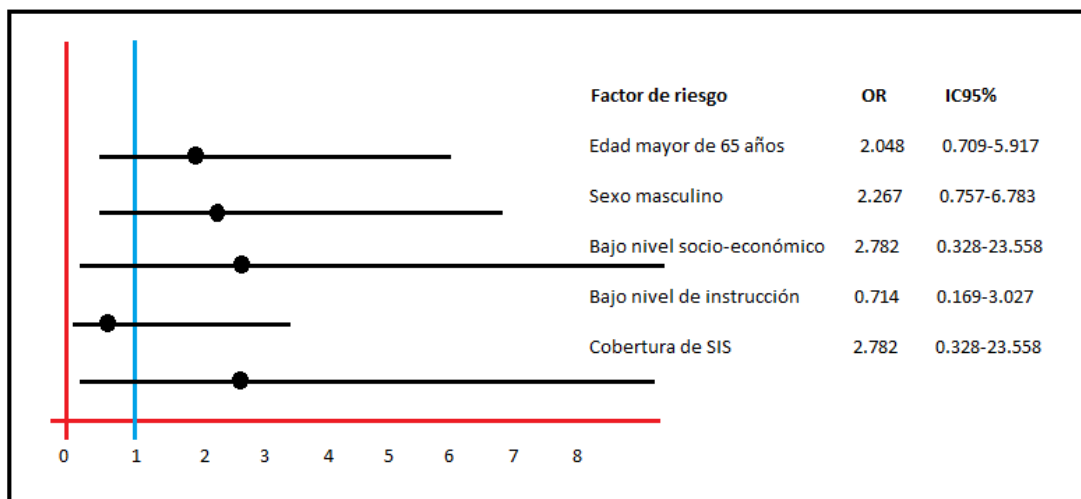 Factor de riesgo OR IC95%
Edad mayor de 65 años 2.048 0.709-5.917
Sexo masculino 2.267 0.757-6.783
Bajo nivel socio-económico 2.782 0.328-23.558
Bajo nivel de instrucción 0.714 0.169-3.027
Cobertura de SIS 2.782 0.328-23.558
0 1 2 3 4 5 6 7 8